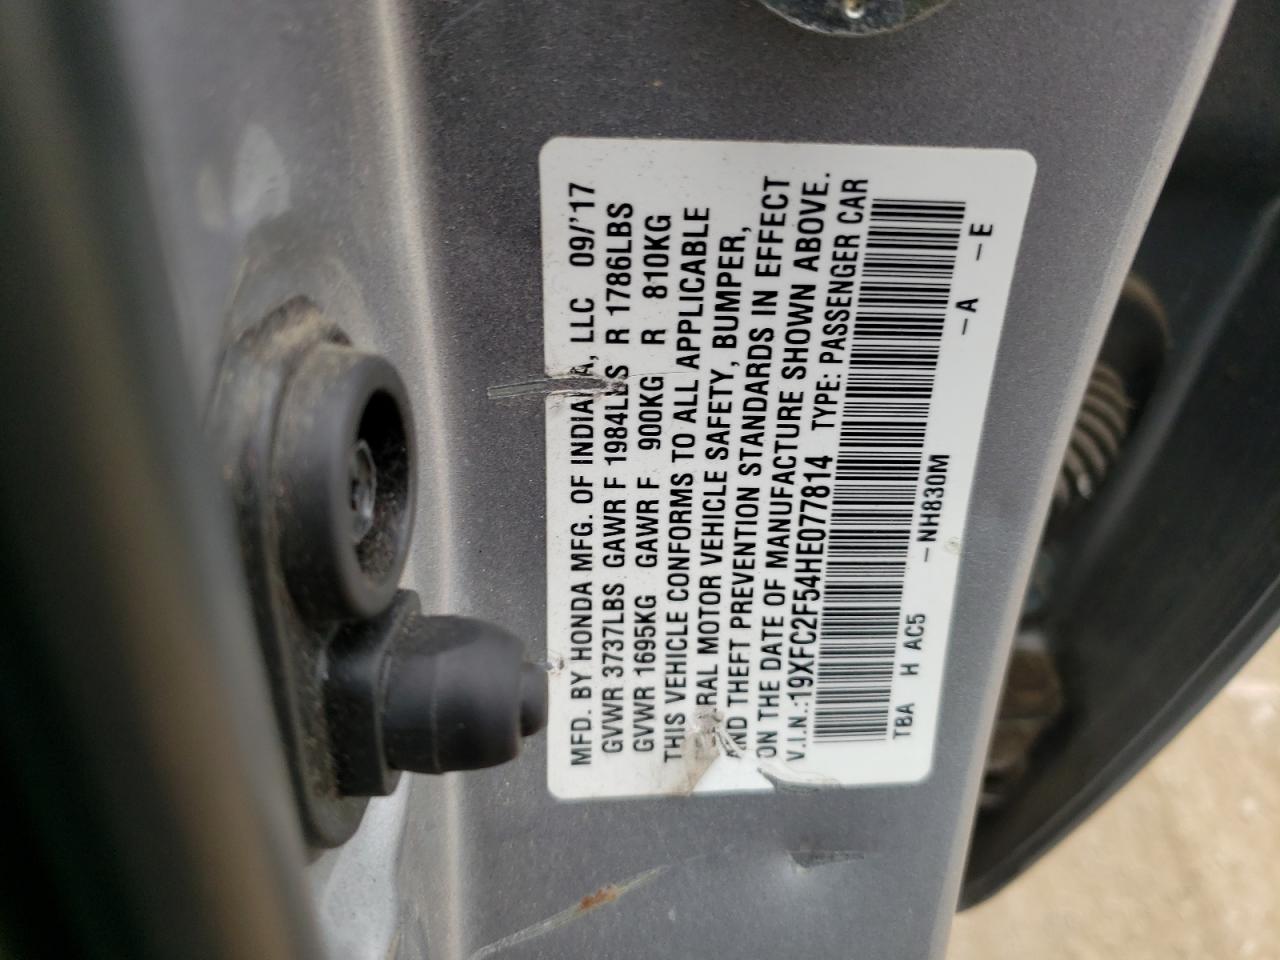 MFD. BY HONDA MFG. OF INDIANA, LLC 09/'17
GVWR 3737LBS GAWR F 1984LBS R 1786LBS
GVWR 1695KG GAWR F 900KG R 810KG
THIS VEHICLE CONFORMS TO ALL APPLICABLE
RAL MOTOR VEHICLE SAFETY, BUMPER,
AND THEFT PREVENTION STANDARDS IN EFFECT
ON THE DATE OF MANUFACTURE SHOWN ABOVE.
V.I.N.:19XFC2F54HE077814 TYPE: PASSENGER CAR
TBA H AC5 -NH830M -A -E